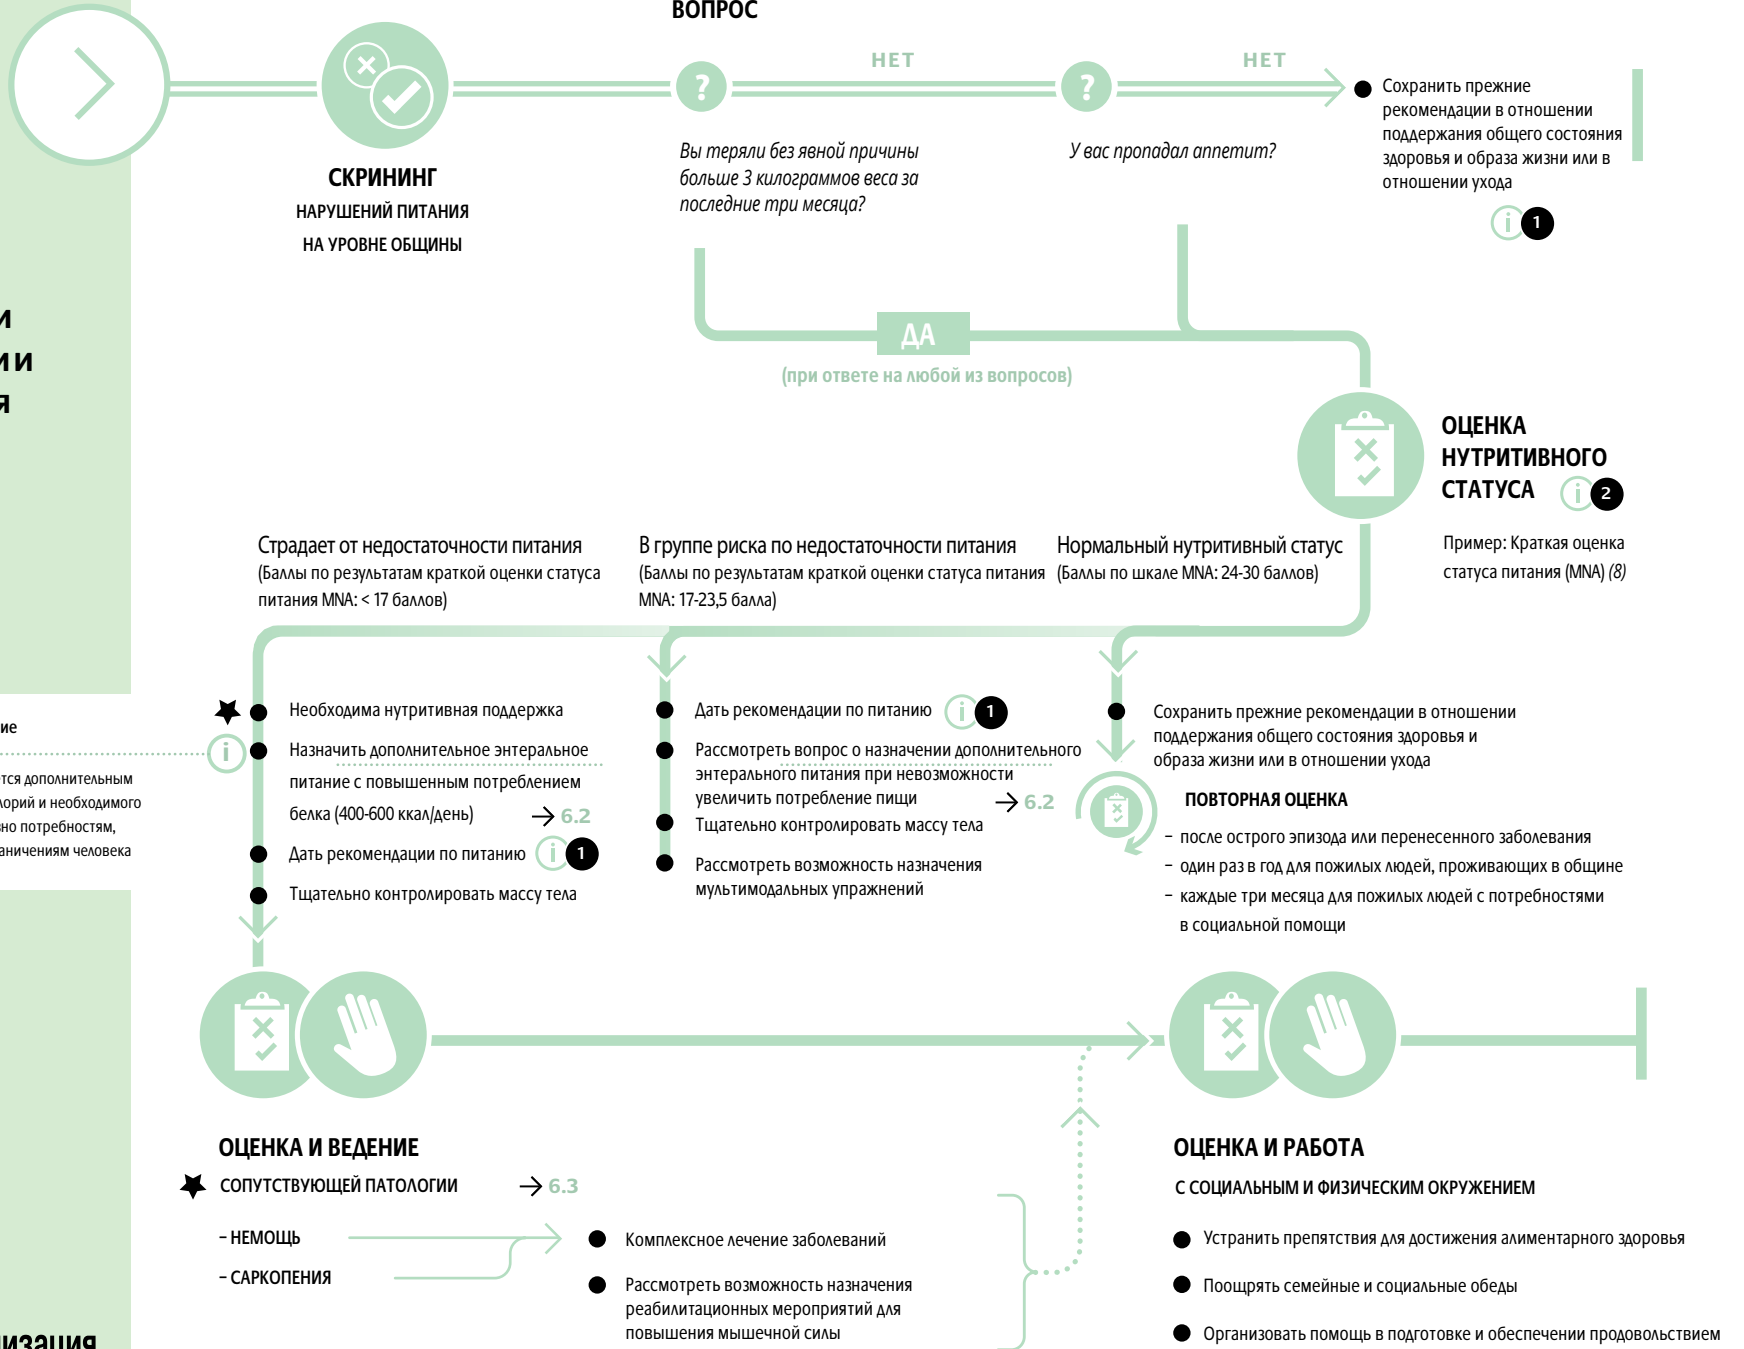 ВОПРОС
НЕТ
НЕТ
?
?
Сохранить прежние
рекомендации в отношении
поддержания общего состояния
здоровья и образа жизни или в
отношении ухода
i 1
СКРИНИНГ
НАРУШЕНИЙ ПИТАНИЯ
НА УРОВНЕ ОБЩИНЫ
Вы теряли без явной причины
больше 3 килограммов веса за
последние три месяца?
У вас пропадал аппетит?
ДА
(при ответе на любой из вопросов)
ОЦЕНКА
НУТРИТИВНОГО
СТАТУСА i 2
Пример: Краткая оценка
статуса питания (MNA) (8)
Страдает от недостаточности питания
(Баллы по результатам краткой оценки статуса
питания MNA: < 17 баллов)
В группе риска по недостаточности питания
(Баллы по результатам краткой оценки статуса питания
MNA: 17-23,5 балла)
Нормальный нутритивный статус
(Баллы по шкале MNA: 24-30 баллов)
i
Необходима нутритивная поддержка
Назначить дополнительное энтеральное
питание с повышенным потреблением
белка (400-600 ккал/день) → 6.2
Дать рекомендации по питанию i 1
Тщательно контролировать массу тела
Дать рекомендации по питанию i 1
Рассмотреть вопрос о назначении дополнительного
энтерального питания при невозможности
увеличить потребление пищи → 6.2
Тщательно контролировать массу тела
Рассмотреть возможность назначения
мультимодальных упражнений
Сохранить прежние рекомендации в отношении
поддержания общего состояния здоровья и
образа жизни или в отношении ухода
ПОВТОРНАЯ ОЦЕНКА
– после острого эпизода или перенесенного заболевания
– один раз в год для пожилых людей, проживающих в общине
– каждые три месяца для пожилых людей с потребностями
в социальной помощи
и
ии
я
ие
тся дополнительным
лорий и необходимого
вно потребностям,
аничениям человека
изация
ОЦЕНКА И ВЕДЕНИЕ
СОПУТСТВУЮЩЕЙ ПАТОЛОГИИ → 6.3
– НЕМОЩЬ
– САРКОПЕНИЯ
Комплексное лечение заболеваний
Рассмотреть возможность назначения
реабилитационных мероприятий для
повышения мышечной силы
ОЦЕНКА И РАБОТА
С СОЦИАЛЬНЫМ И ФИЗИЧЕСКИМ ОКРУЖЕНИЕМ
Устранить препятствия для достижения алиментарного здоровья
Поощрять семейные и социальные обеды
Организовать помощь в подготовке и обеспечении продовольствием